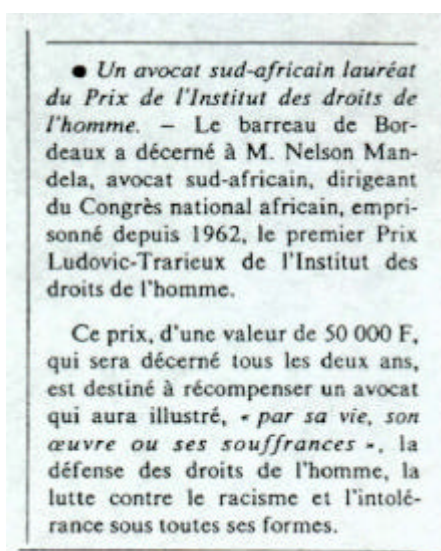 ● Un avocat sud-africain lauréat
du Prix de l'Institut des droits de
l'homme. – Le barreau de Bor-
deaux a décerné à M. Nelson Man-
dela, avocat sud-africain, dirigeant
du Congrès national africain, empri-
sonné depuis 1962, le premier Prix
Ludovic-Trarieux de l'Institut des
droits de l'homme.
Ce prix, d'une valeur de 50 000 F,
qui sera décerné tous les deux ans,
est destiné à récompenser un avocat
qui aura illustré, « par sa vie, son
œuvre ou ses souffrances », la
défense des droits de l'homme, la
lutte contre le racisme et l'intolé-
rance sous toutes ses formes.